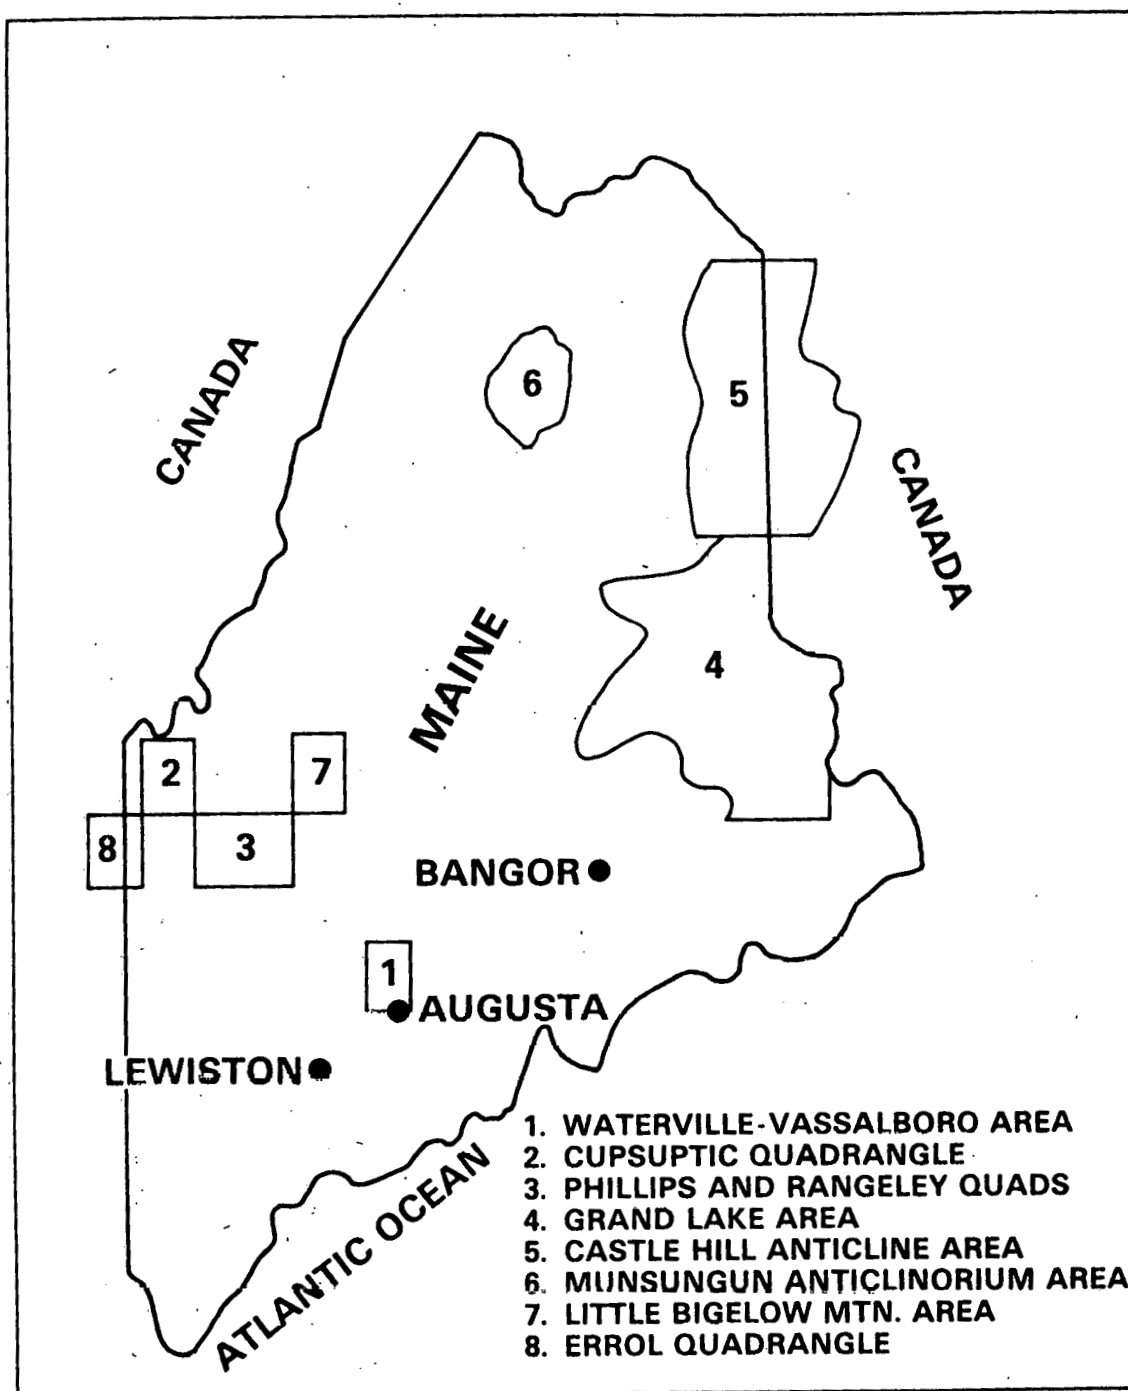 CANADA
6
5
CANADA
MAINE
4
2
7
8
3
BANGOR
1
AUGUSTA
LEWISTON
ATLANTIC OCEAN
1. WATERVILLE-VASSALBORO AREA
2. CUPSUPTIC QUADRANGLE
3. PHILLIPS AND RANGELEY QUADS
4. GRAND LAKE AREA
5. CASTLE HILL ANTICLINE AREA
6. MUNSUNGUN ANTICLINORIUM AREA
7. LITTLE BIGELOW MTN. AREA
8. ERROL QUADRANGLE